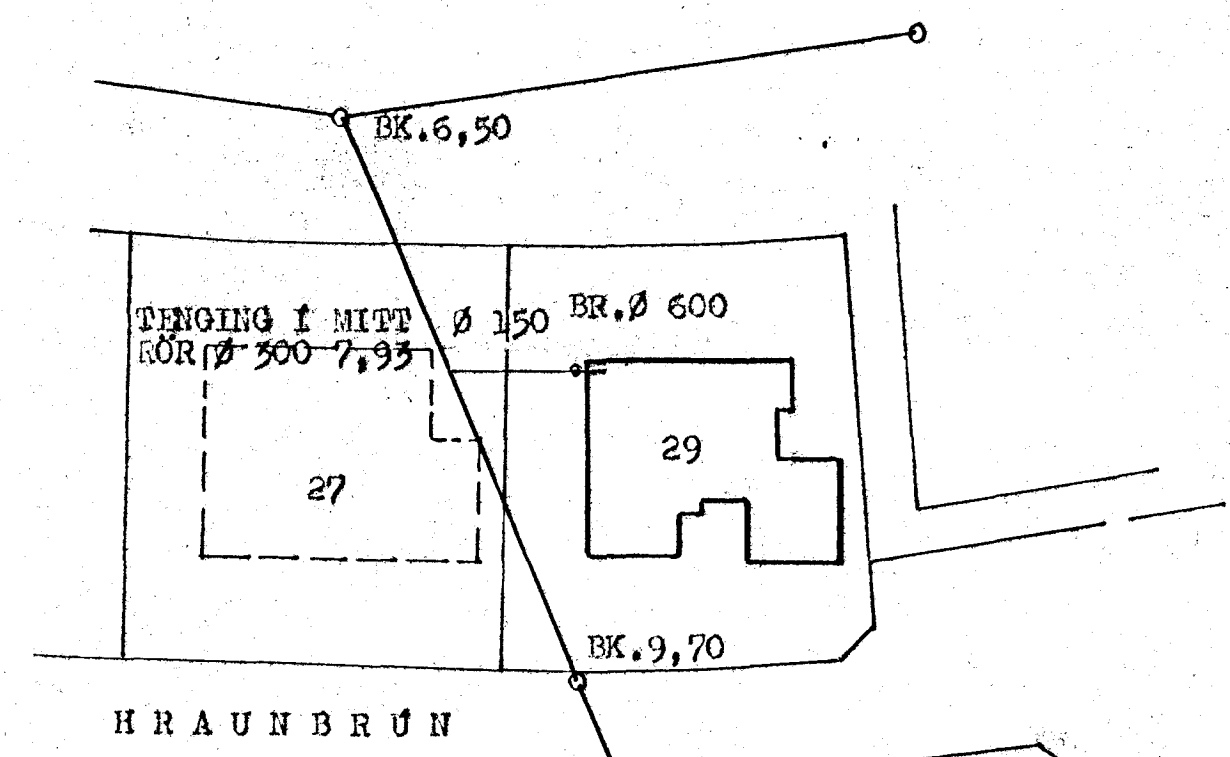 BK.6,50
TENGING Í MITT Ø 150
RÖR Ø 300 7,93
BR.Ø 600
27
29
BK.9,70
HRAUNBRÚN